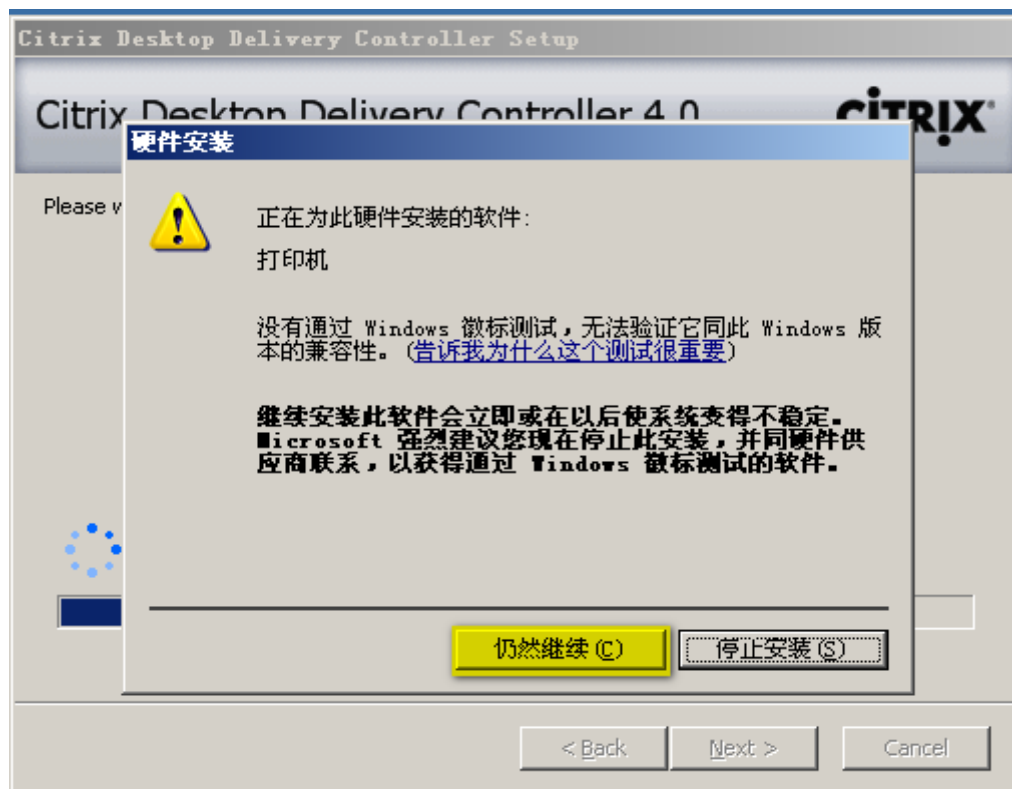 Citrix Desktop Delivery Controller Setup
Citrix Desktop Delivery Controller 4.0
CITRIX
硬件安装
Please
正在为此硬件安装的软件:
打印机
没有通过 Windows 徽标测试，无法验证它同此 Windows 版
本的兼容性。(告诉我为什么这个测试很重要)
继续安装此软件会立即或在以后使系统变得不稳定。
Microsoft 强烈建议您现在停止此安装，并同硬件供
应商联系，以获得通过 Windows 徽标测试的软件。
仍然继续(C)
停止安装(S)
< Back
Next >
Cancel